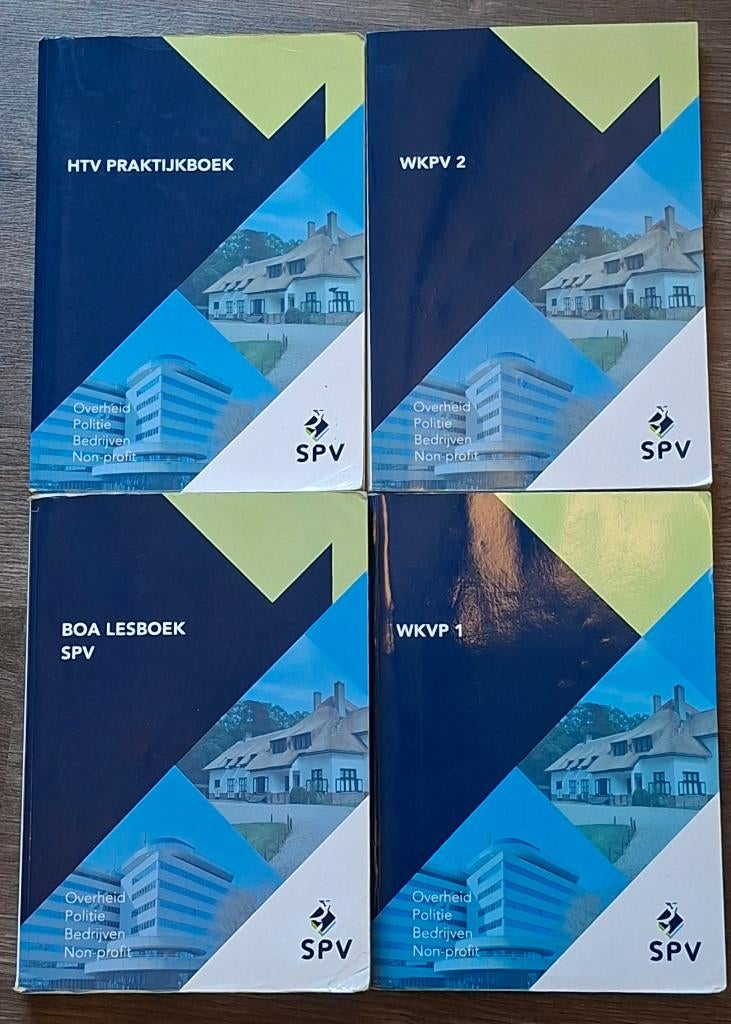 HTV PRAKTIJKBOEK
Overheid
Politie
Bedrijven
Non-profit
SPV
WKPV 2
Overheid
Politie
Bedrijven
Non-profit
SPV
BOA LESBOEK
SPV
Overheid
Politie
Bedrijven
Non-profit
SPV
WKVP 1
Overheid
Politie
Bedrijven
Non-profit
SPV